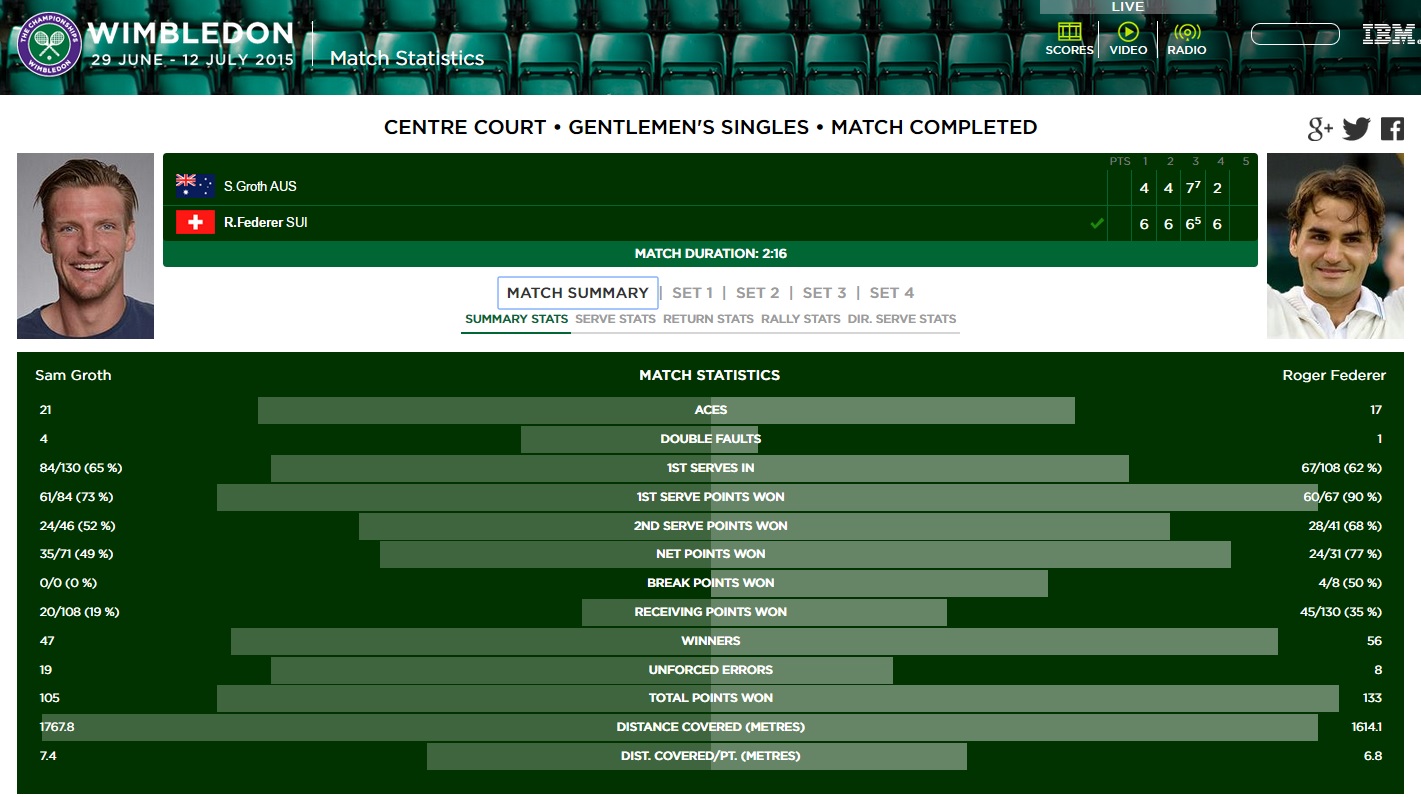 LIVE
THE CHAMPIONSHIPS
WIMBLEDON
WIMBLEDON
29 JUNE - 12 JULY 2015
Match Statistics
SCORES
VIDEO
RADIO
IBM.
CENTRE COURT • GENTLEMEN'S SINGLES • MATCH COMPLETED
g+
PTS 1 2 3 4 5
S.Groth AUS 4 4 7⁷ 2
R.Federer SUI 6 6 6⁵ 6
MATCH DURATION: 2:16
MATCH SUMMARY | SET 1 | SET 2 | SET 3 | SET 4
SUMMARY STATS SERVE STATS RETURN STATS RALLY STATS DIR. SERVE STATS
Sam Groth MATCH STATISTICS Roger Federer
21 ACES 17
4 DOUBLE FAULTS 1
84/130 (65 %) 1ST SERVES IN 67/108 (62 %)
61/84 (73 %) 1ST SERVE POINTS WON 60/67 (90 %)
24/46 (52 %) 2ND SERVE POINTS WON 28/41 (68 %)
35/71 (49 %) NET POINTS WON 24/31 (77 %)
0/0 (0 %) BREAK POINTS WON 4/8 (50 %)
20/108 (19 %) RECEIVING POINTS WON 45/130 (35 %)
47 WINNERS 56
19 UNFORCED ERRORS 8
105 TOTAL POINTS WON 133
1767.8 DISTANCE COVERED (METRES) 1614.1
7.4 DIST. COVERED/PT. (METRES) 6.8